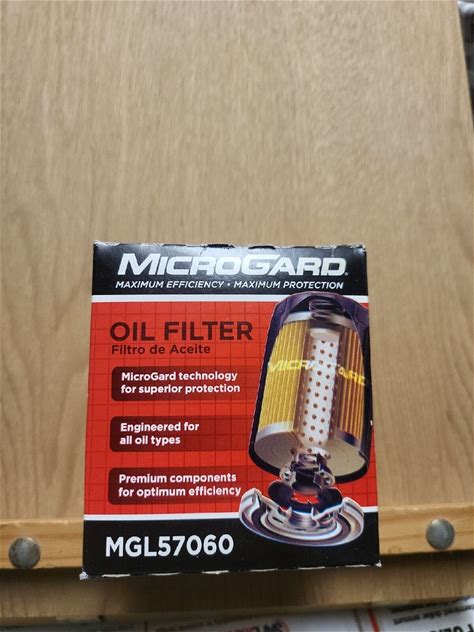 MICROGARD
MAXIMUM EFFICIENCY • MAXIMUM PROTECTION
OIL FILTER
Filtro de Aceite
MicroGard technology
for superior protection
MICROGARD
Engineered for
all oil types
Premium components
for optimum efficiency
MGL57060